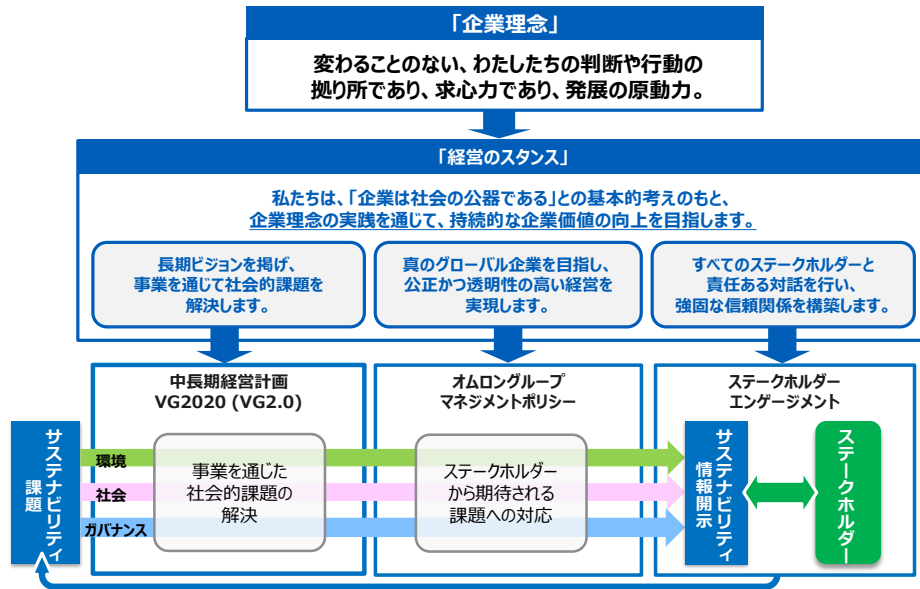 「企業理念」
変わることのない、わたしたちの判断や行動の
拠り所であり、求心力であり、発展の原動力。
「経営のスタンス」
私たちは、「企業は社会の公器である」との基本的考えのもと、
企業理念の実践を通じて、持続的な企業価値の向上を目指します。
長期ビジョンを掲げ、
事業を通じて社会的課題を
解決します。
真のグローバル企業を目指し、
公正かつ透明性の高い経営を
実現します。
すべてのステークホルダーと
責任ある対話を行い、
強固な信頼関係を構築します。
中長期経営計画
VG2020 (VG2.0)
オムロングループ
マネジメントポリシー
ステークホルダー
エンゲージメント
サステナビリティ
課題
環境
社会
ガバナンス
事業を通じた
社会的課題の
解決
ステークホルダー
から期待される
課題への対応
サステナビリティ
情報開示
ステークホルダー